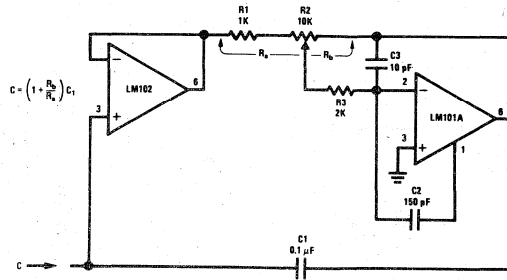 R1
1K
R2
10K
Ra
Rb
C3
10 pF
C = (1 + Rb/Ra) C1
LM102
6
3
R3
2K
2
LM101A
6
3
1
C2
150 pF
C1
0.1 μF
C